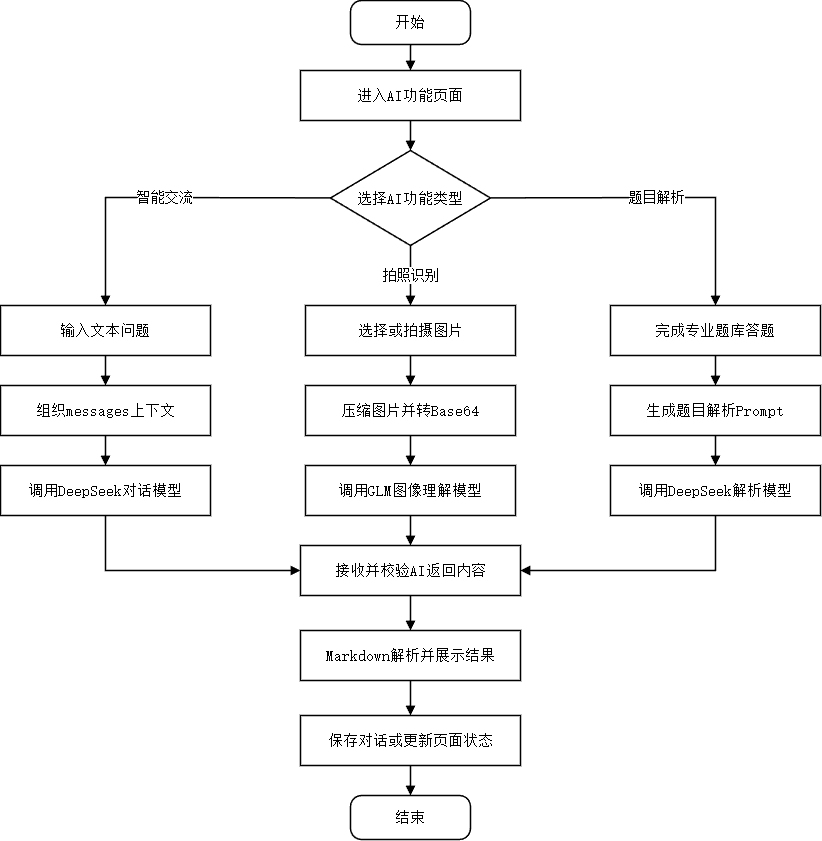 开始
进入AI功能页面
选择AI功能类型
智能交流
题目解析
拍照识别
输入文本问题
选择或拍摄图片
完成专业题库答题
组织messages上下文
压缩图片并转Base64
生成题目解析Prompt
调用DeepSeek对话模型
调用GLM图像理解模型
调用DeepSeek解析模型
接收并校验AI返回内容
Markdown解析并展示结果
保存对话或更新页面状态
结束